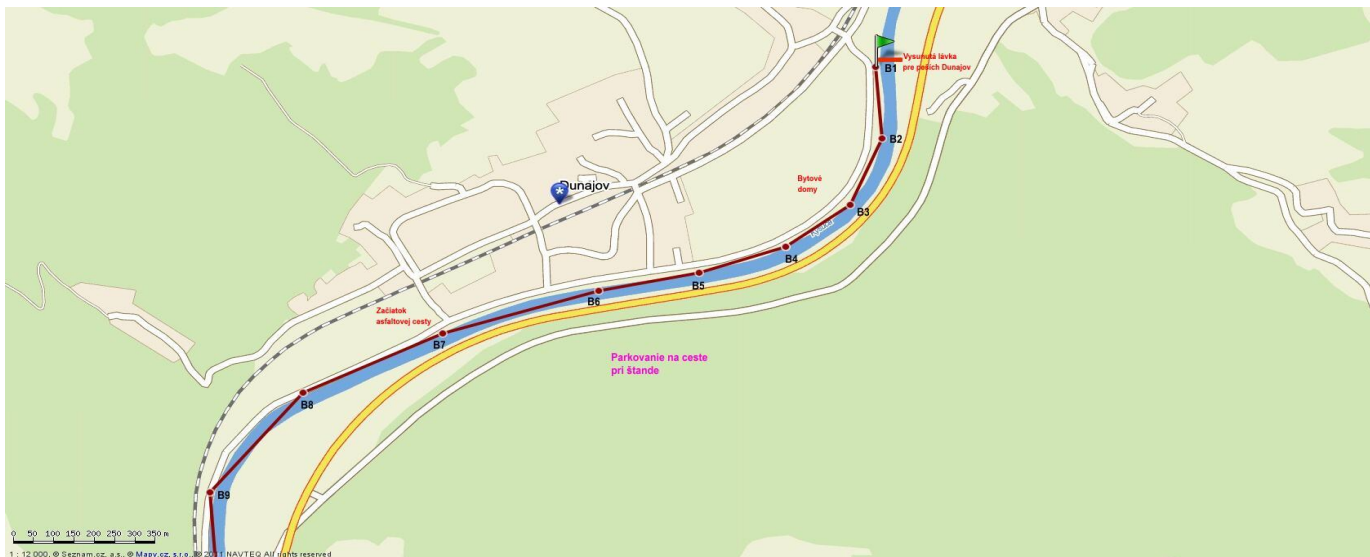 B1
Vysunutá lávka
pre peších Dunajov
B2
Bytové
domy
Dunajov
B3
B4
B5
B6
Začiatok
asfaltovej cesty
B7
Parkovanie na ceste
pri štande
B8
B9
0 50 100 150 200 250 300 350 m
1 : 12 000, © Seznam.cz, a.s., © Mapy.cz, s.r.o., © 2011 NAVTEQ All rights reserved